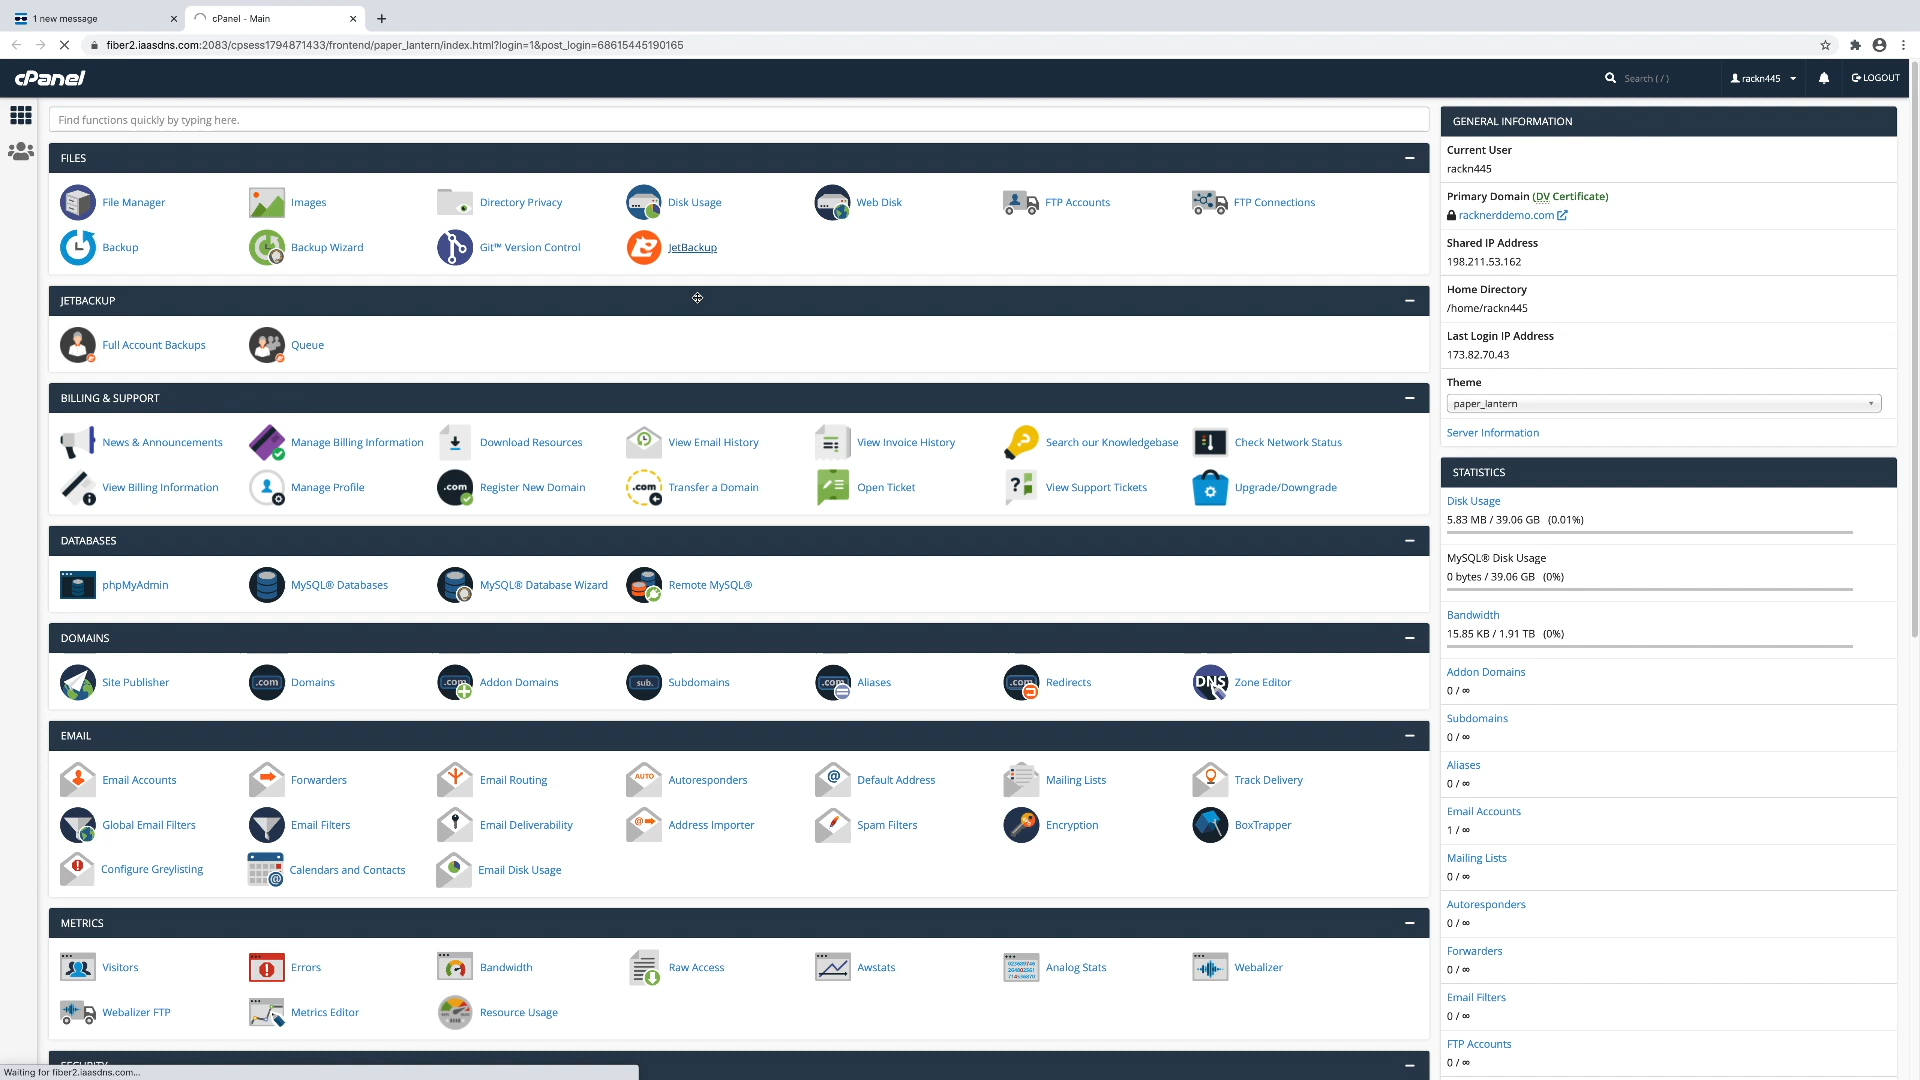 1 new message
cPanel - Main
fiber2.iaasdns.com:2083/cpsess1794871433/frontend/paper_lantern/index.html?login=1&post_login=68615445190165
cPanel
Search ( / )
rackn445
LOGOUT
Find functions quickly by typing here.
FILES
File Manager
Images
Directory Privacy
Disk Usage
Web Disk
FTP Accounts
FTP Connections
Backup
Backup Wizard
Git™ Version Control
JetBackup
JETBACKUP
Full Account Backups
Queue
BILLING & SUPPORT
News & Announcements
Manage Billing Information
Download Resources
View Email History
View Invoice History
Search our Knowledgebase
Check Network Status
View Billing Information
Manage Profile
Register New Domain
Transfer a Domain
Open Ticket
View Support Tickets
Upgrade/Downgrade
DATABASES
phpMyAdmin
MySQL® Databases
MySQL® Database Wizard
Remote MySQL®
DOMAINS
Site Publisher
.com
Domains
.com
Addon Domains
sub.
Subdomains
.com
Aliases
.com
Redirects
DNS
Zone Editor
EMAIL
Email Accounts
Forwarders
Email Routing
AUTO
Autoresponders
Default Address
Mailing Lists
Track Delivery
Global Email Filters
Email Filters
Email Deliverability
Address Importer
Spam Filters
Encryption
BoxTrapper
Configure Greylisting
Calendars and Contacts
Email Disk Usage
METRICS
Visitors
Errors
Bandwidth
Raw Access
Awstats
Analog Stats
Webalizer
Webalizer FTP
Metrics Editor
Resource Usage
SECURITY
Waiting for fiber2.iaasdns.com...
GENERAL INFORMATION
Current User
rackn445
Primary Domain (DV Certificate)
racknerddemo.com
Shared IP Address
198.211.53.162
Home Directory
/home/rackn445
Last Login IP Address
173.82.70.43
Theme
paper_lantern
Server Information
STATISTICS
Disk Usage
5.83 MB / 39.06 GB (0.01%)
MySQL® Disk Usage
0 bytes / 39.06 GB (0%)
Bandwidth
15.85 KB / 1.91 TB (0%)
Addon Domains
0 / ∞
Subdomains
0 / ∞
Aliases
0 / ∞
Email Accounts
1 / ∞
Mailing Lists
0 / ∞
Autoresponders
0 / ∞
Forwarders
0 / ∞
Email Filters
0 / ∞
FTP Accounts
0 / ∞